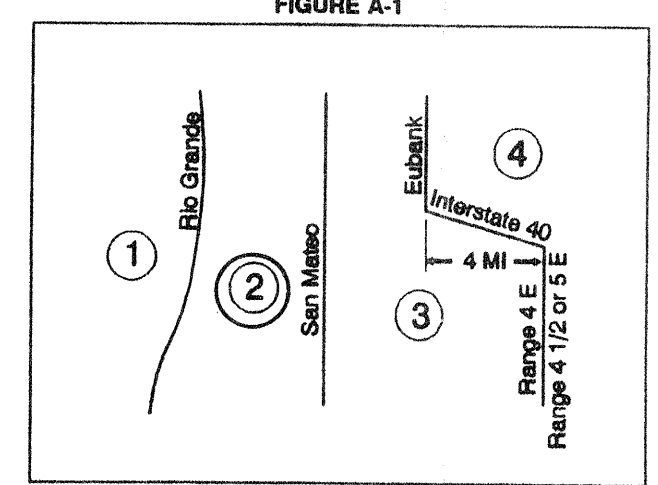 FIGURE A-1
Rio Grande
Eubank
4
Interstate 40
1
2
San Mateo
4 MI
3
Range 4 E
Range 4 1/2 or 5 E